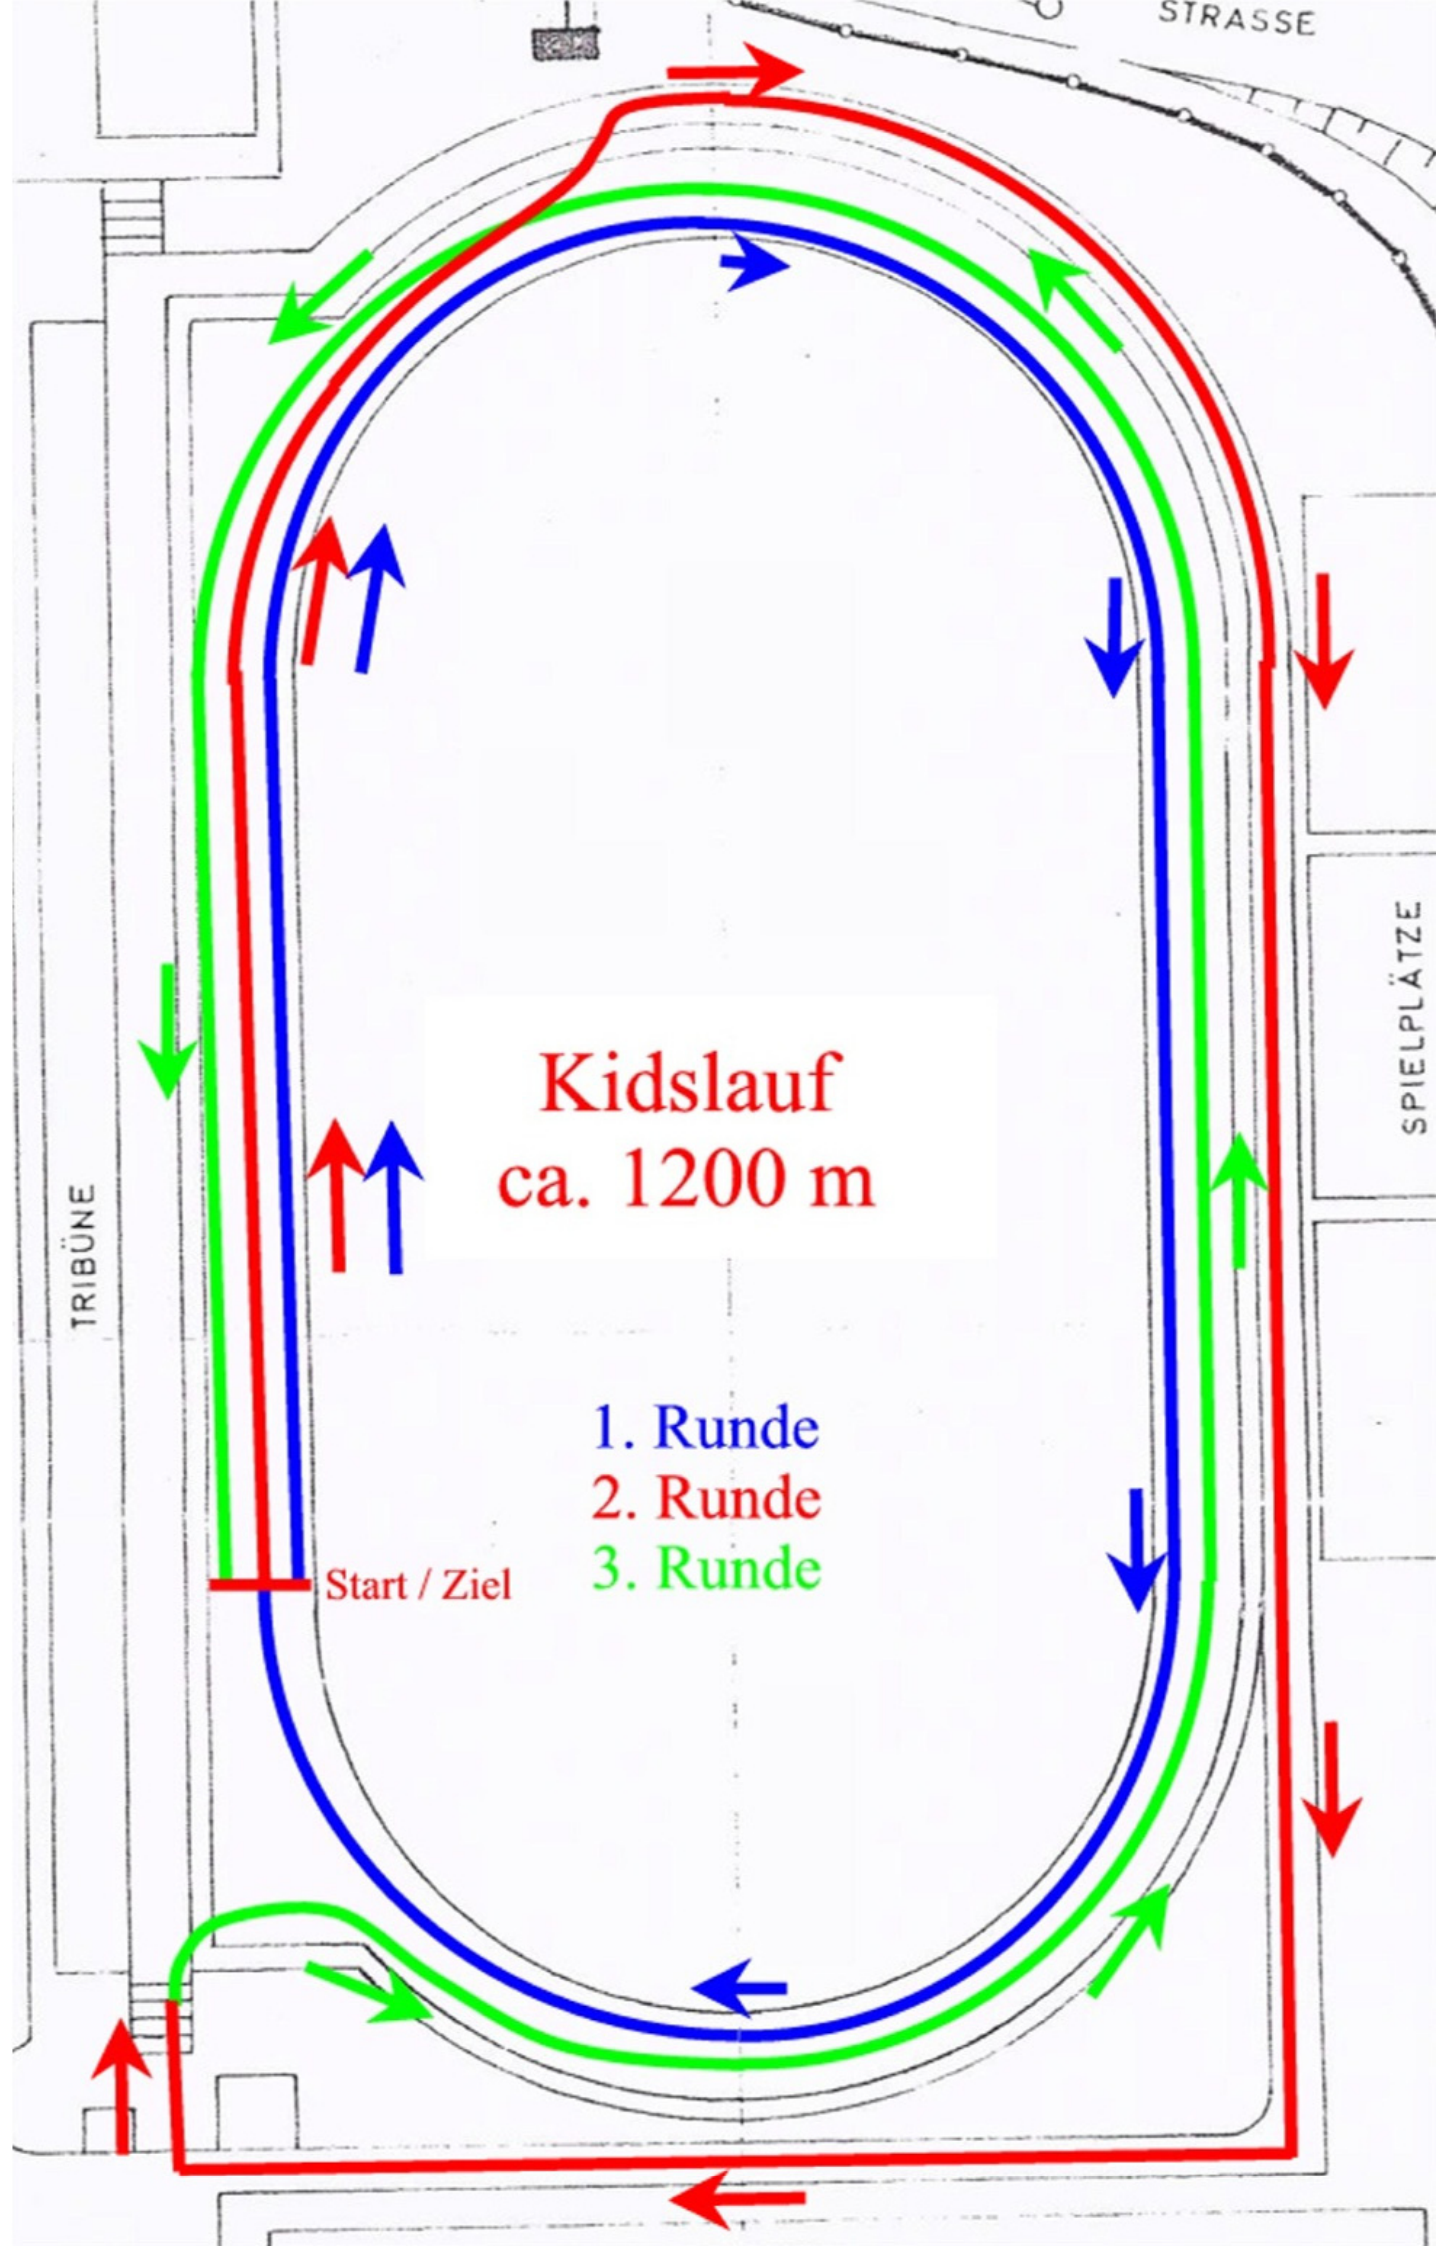 STRASSE
SPIELPLÄTZE
Kidslauf
ca. 1200 m
TRIBÜNE
1. Runde
2. Runde
3. Runde
Start / Ziel